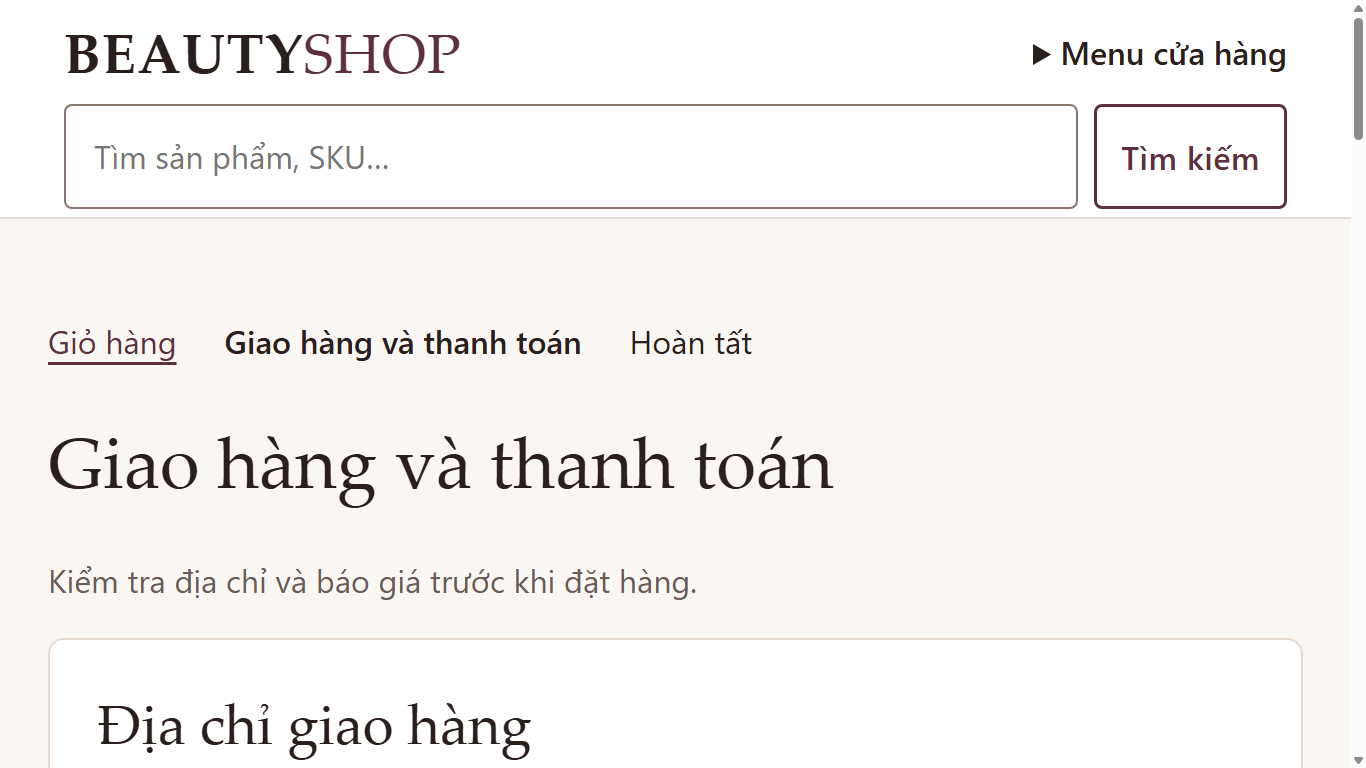 BEAUTYSHOP
▶ Menu cửa hàng
Tìm sản phẩm, SKU...
Tìm kiếm
Giỏ hàng
Giao hàng và thanh toán
Hoàn tất
Giao hàng và thanh toán
Kiểm tra địa chỉ và báo giá trước khi đặt hàng.
Địa chỉ giao hàng